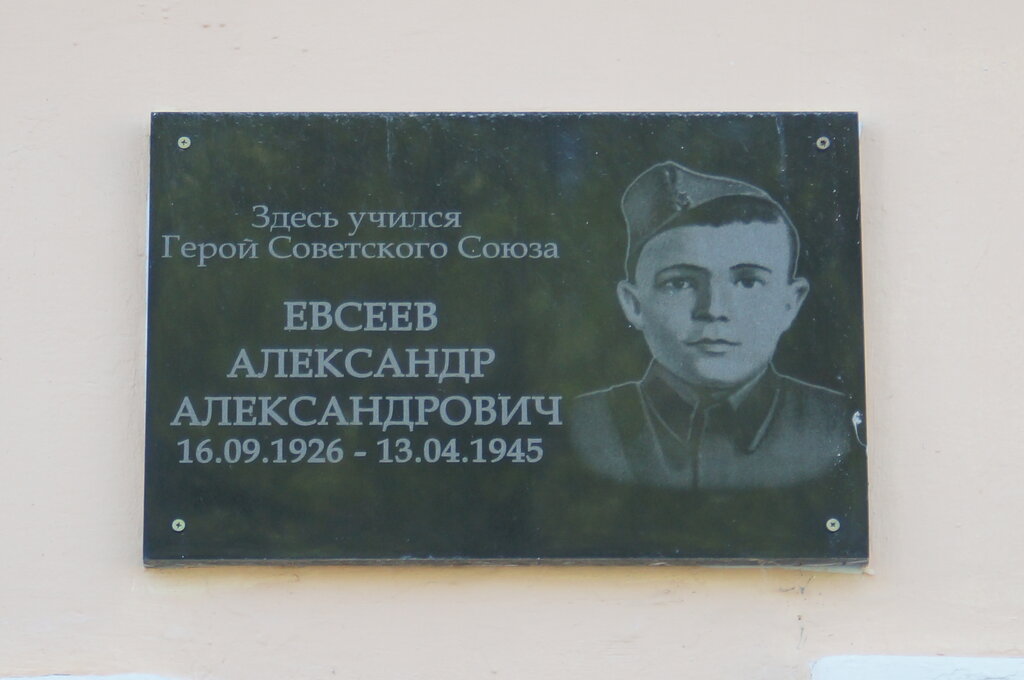 Здесь учился
Герой Советского Союза
ЕВСЕЕВ
АЛЕКСАНДР
АЛЕКСАНДРОВИЧ
16.09.1926 - 13.04.1945